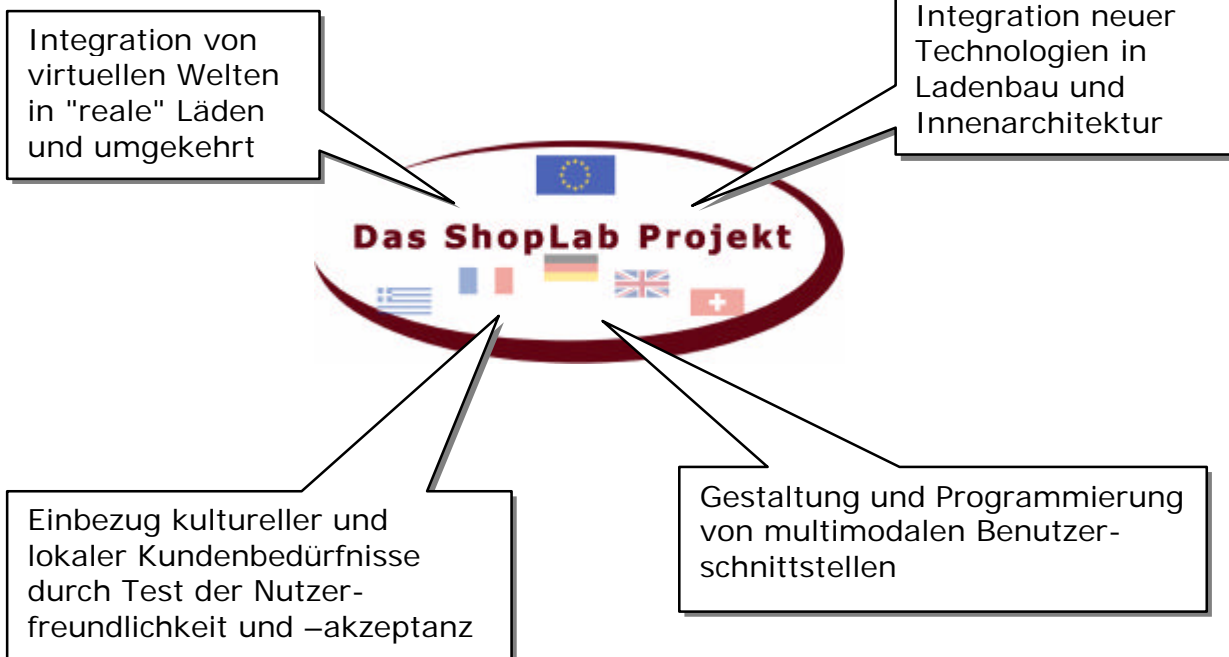 Integration von
virtuellen Welten
in "reale" Läden
und umgekehrt
Integration neuer
Technologien in
Ladenbau und
Innenarchitektur
Das ShopLab Projekt
Einbezug kultureller und
lokaler Kundenbedürfnisse
durch Test der Nutzer-
freundlichkeit und –akzeptanz
Gestaltung und Programmierung
von multimodalen Benutzer-
schnittstellen